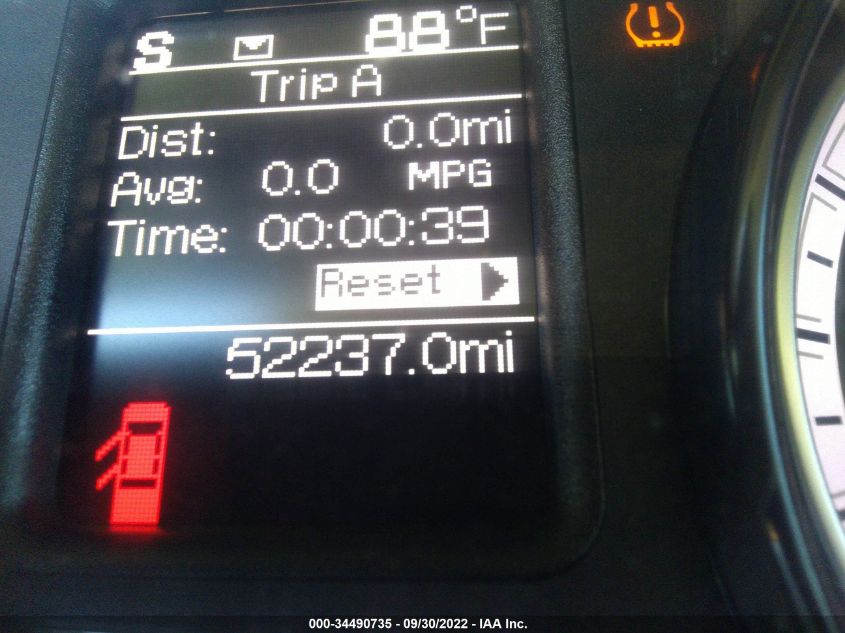 S 88°F
Trip A
Dist: 0.0mi
Avg: 0.0 MPG
Time: 00:00:39
Reset
52237.0mi
000-34490735 - 09/30/2022 - IAA Inc.